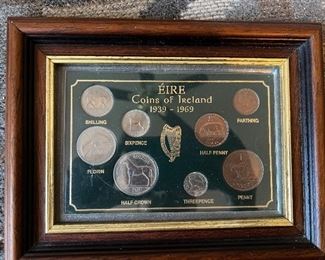 ÉIRE
Coins of Ireland
1939 - 1969
SHILLING
FARTHING
SIXPENCE
HALF PENNY
FLORIN
HALF CROWN
THREEPENCE
PENNY